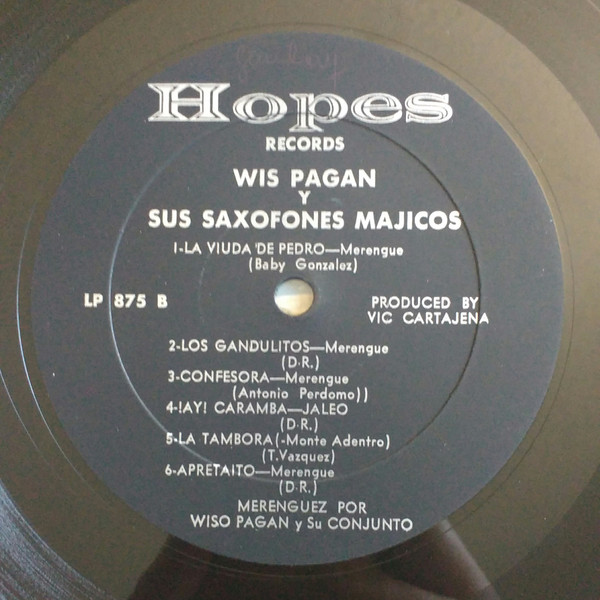 Hopes
RECORDS
WIS PAGAN
Y
SUS SAXOFONES MAJICOS
1-LA VIUDA DE PEDRO—Merengue
(Baby Gonzalez)
LP 875 B
PRODUCED BY
VIC CARTAJENA
2-LOS GANDULITOS—Merengue
(D.R.)
3-CONFESORA—Merengue
(Antonio Perdomo))
4-!AY! CARAMBA—JALEO
(D.R.)
5-LA TAMBORA(-Monte Adentro)
(T.Vazquez)
6-APRETAITO—Merengue
(D.R.)
MERENGUEZ POR
WISO PAGAN y Su CONJUNTO